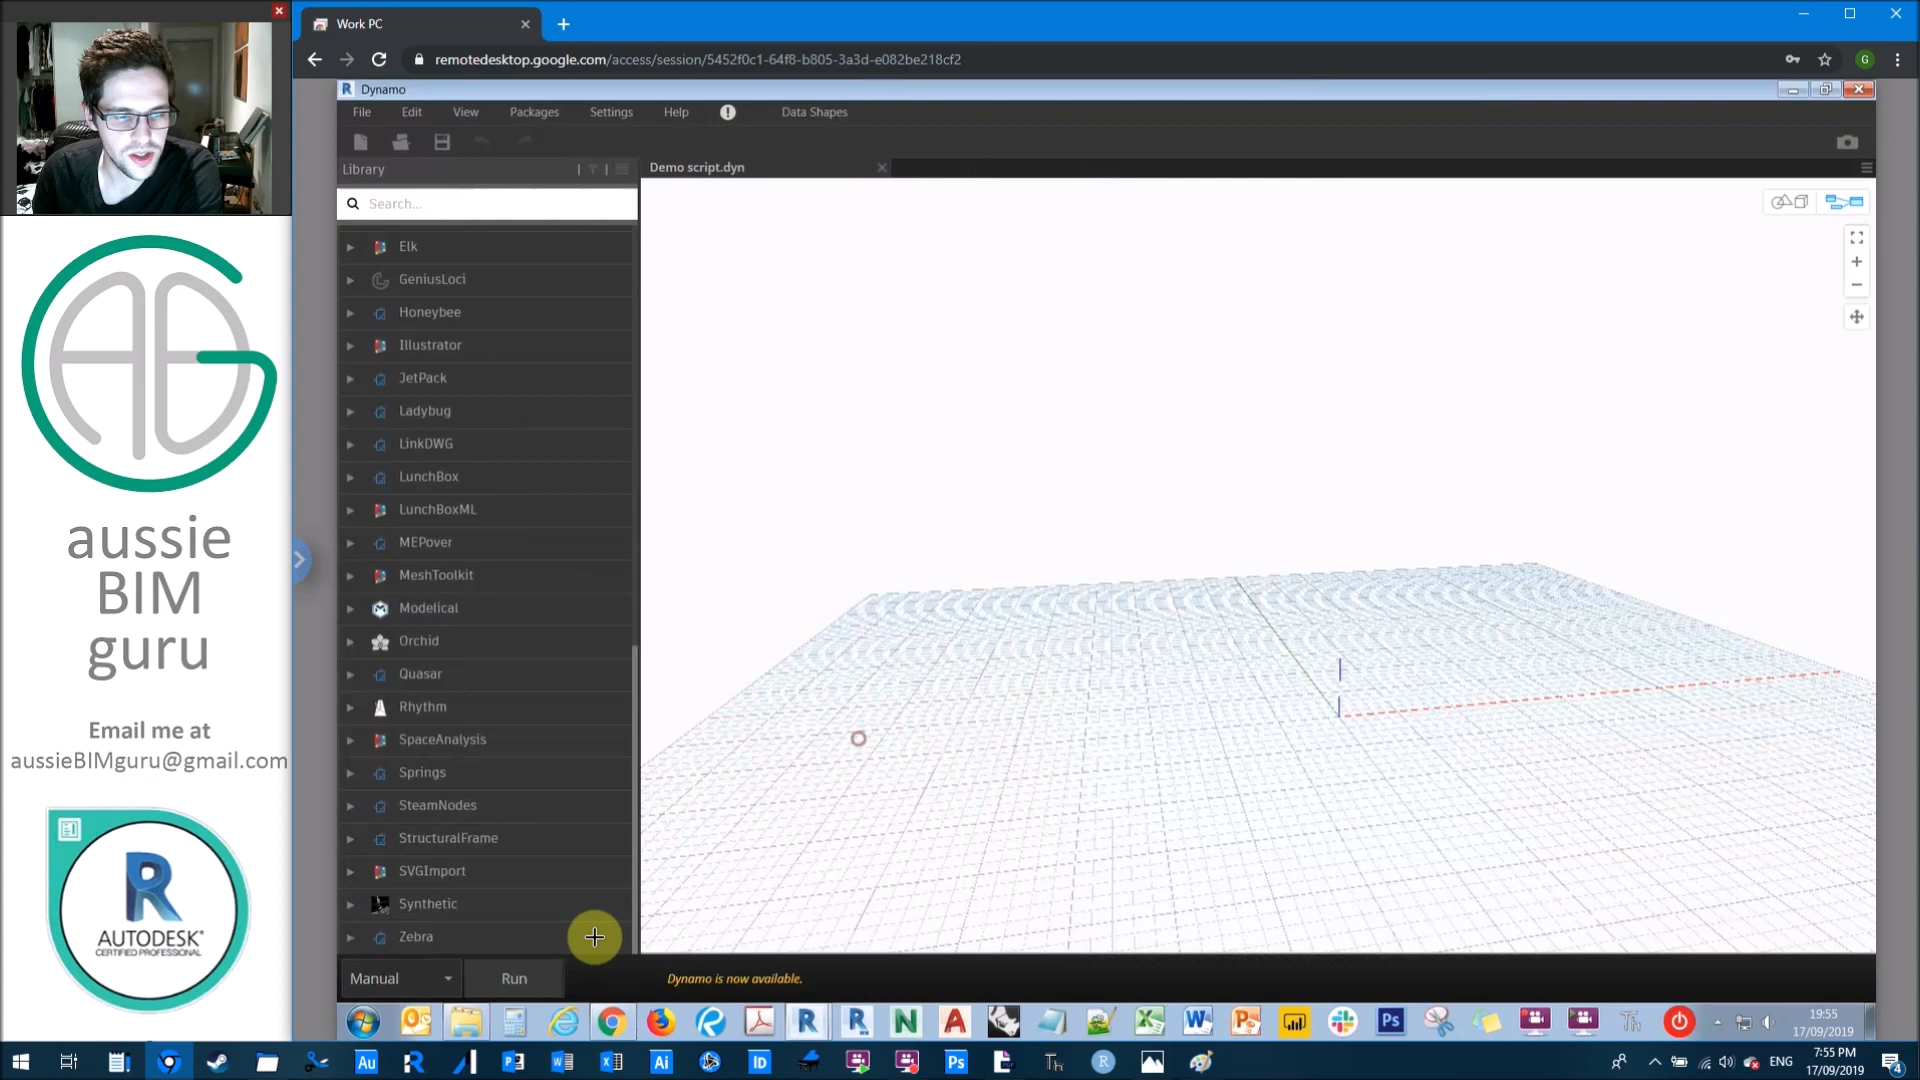 Work PC
remotedesktop.google.com/access/session/5452f0c1-64f8-b805-3a3d-e082be218cf2
G
R Dynamo
File Edit View Packages Settings Help Data Shapes
Library
Demo script.dyn
Search...
Elk
GeniusLoci
Honeybee
Illustrator
JetPack
Ladybug
LinkDWG
LunchBox
LunchBoxML
MEPover
MeshToolkit
Modelical
Orchid
Quasar
Rhythm
SpaceAnalysis
Springs
SteamNodes
StructuralFrame
SVGImport
Synthetic
Zebra
Manual
Run
Dynamo is now available.
aussie
BIM
guru
Email me at
aussieBIMguru@gmail.com
R
AUTODESK
CERTIFIED PROFESSIONAL
19:55
17/09/2019
ENG
7:55 PM
17/09/2019
4